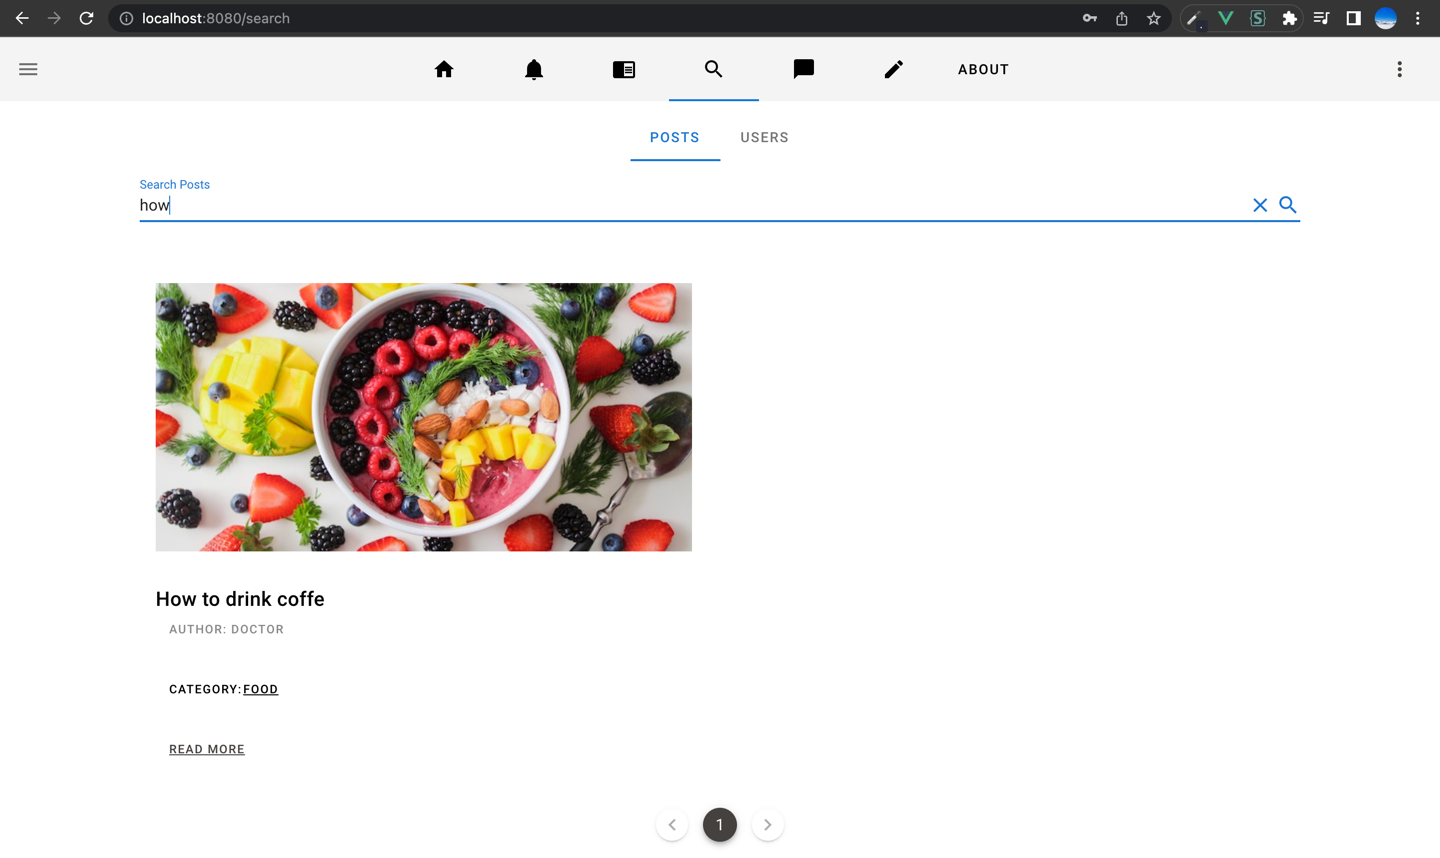 localhost:8080/search
ABOUT
POSTS USERS
Search Posts
how
How to drink coffe
AUTHOR: DOCTOR
CATEGORY: FOOD
READ MORE
1